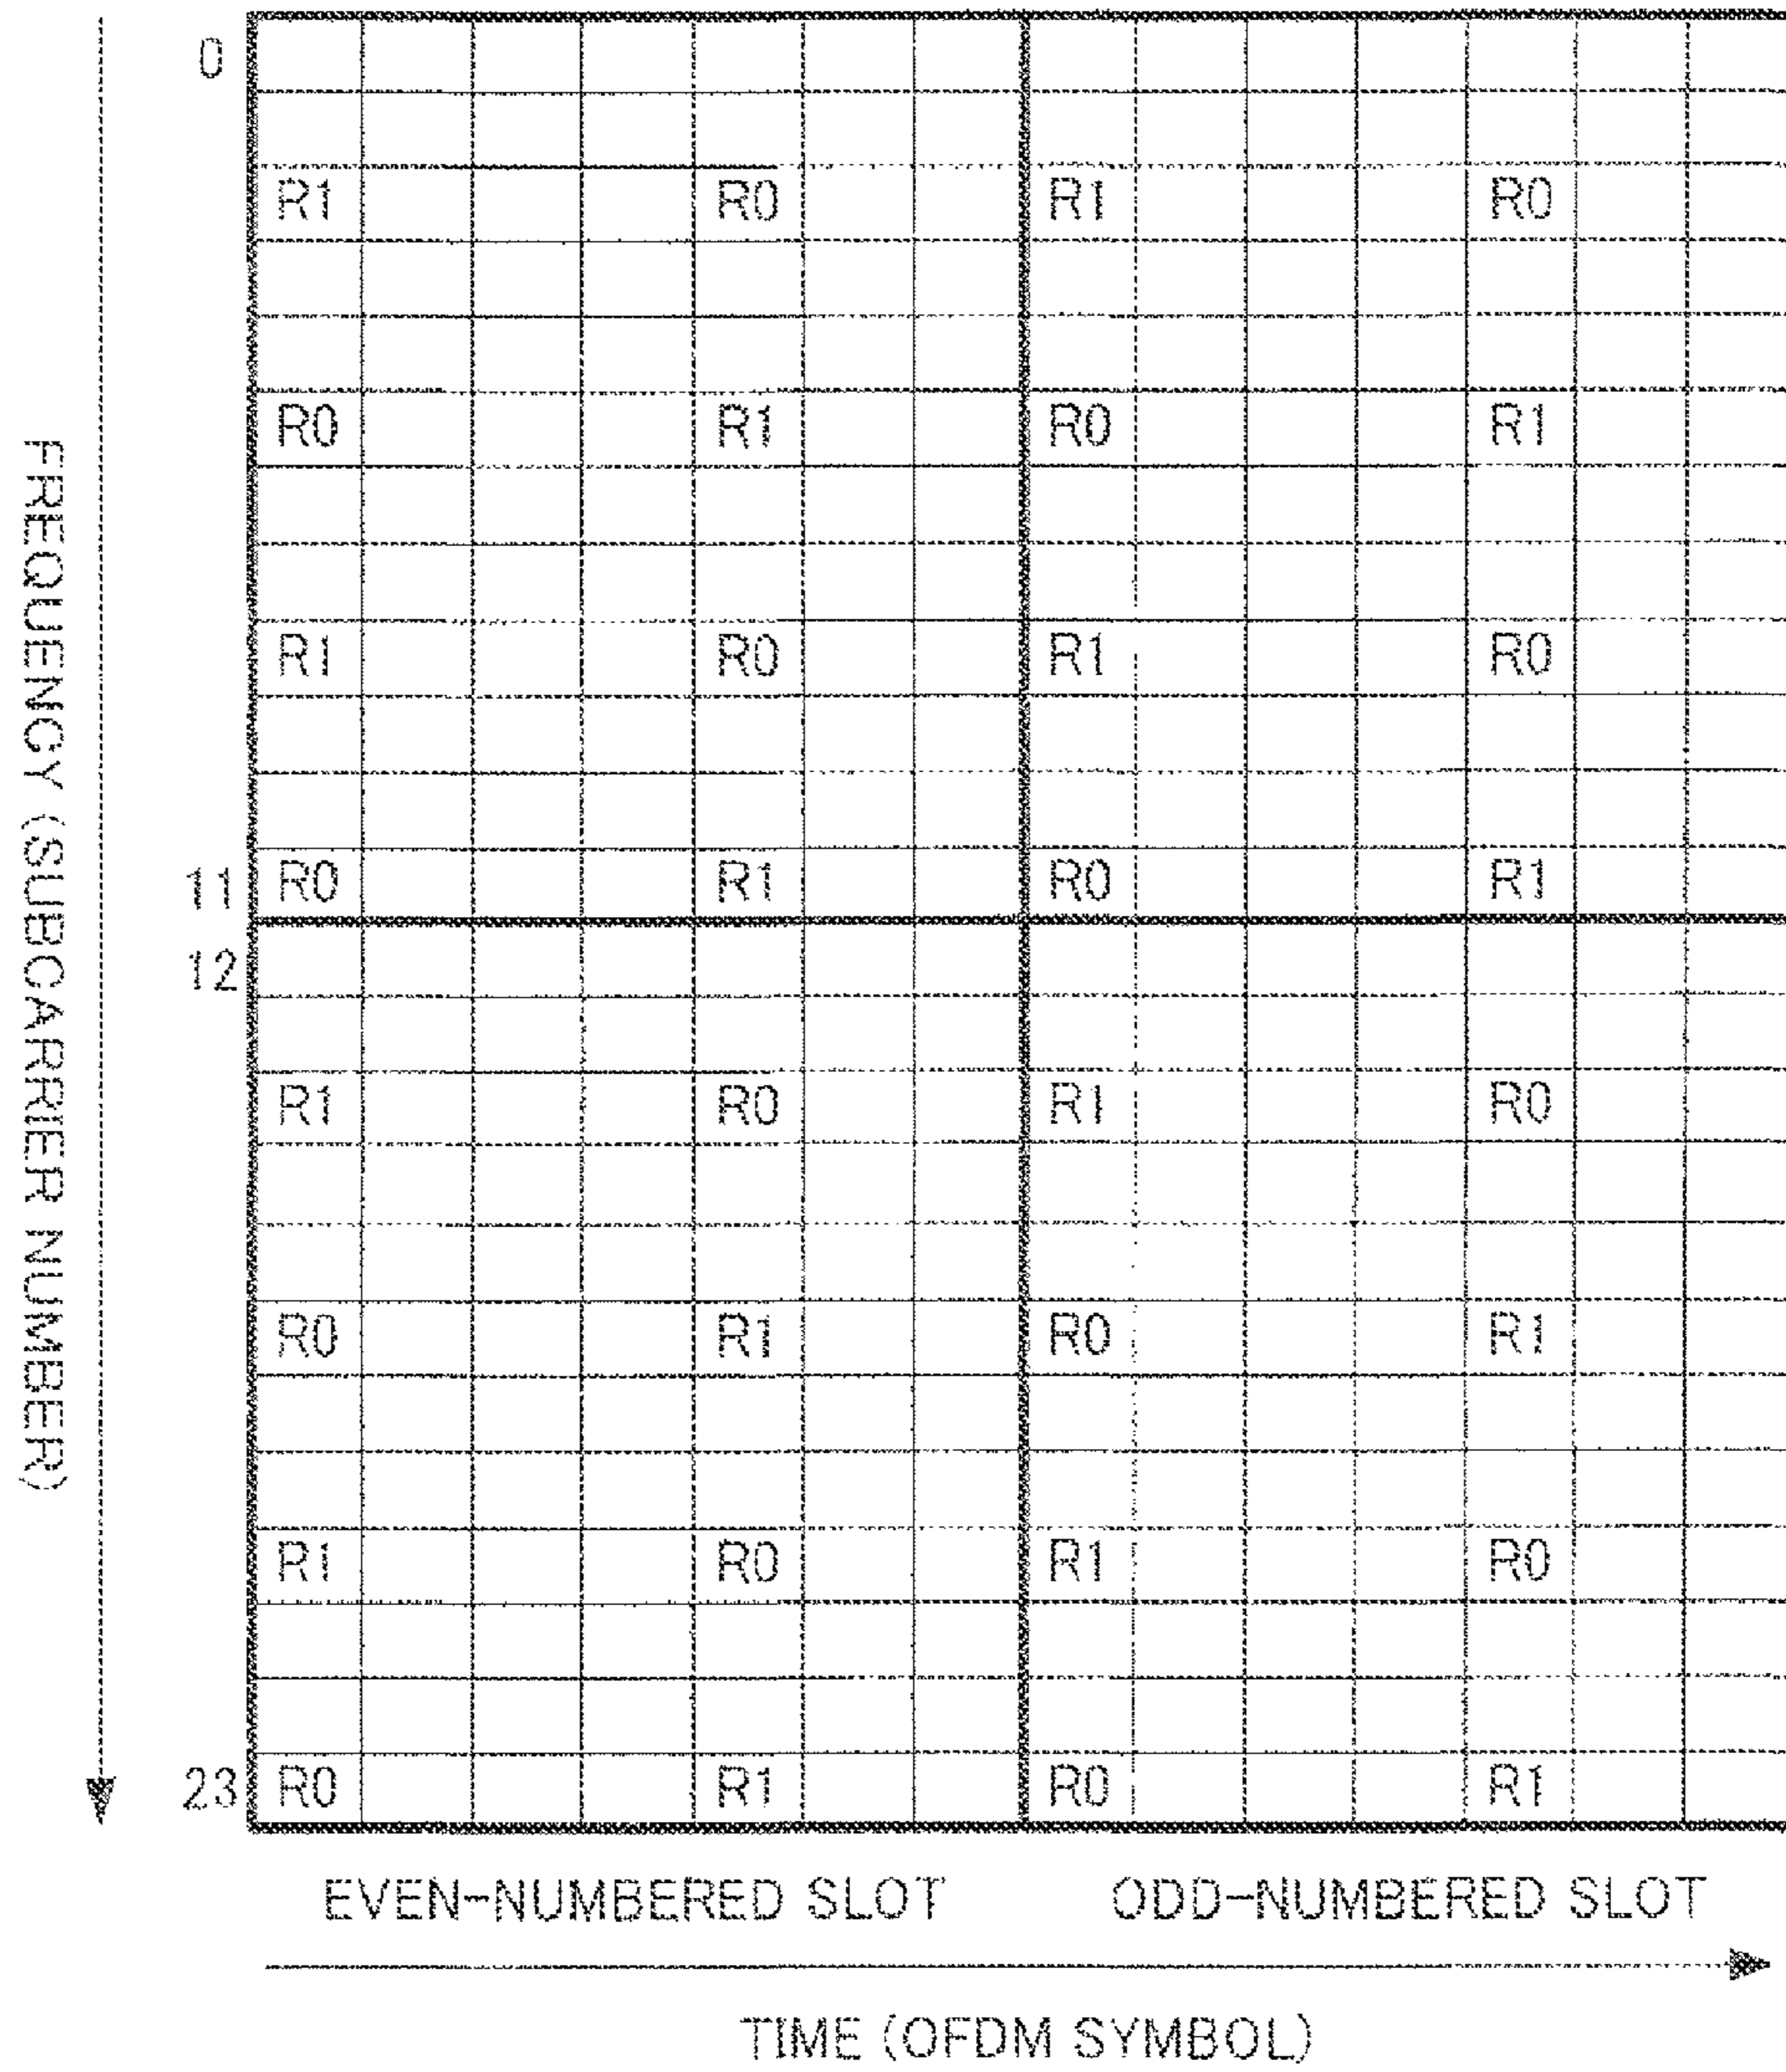 FREQUENCY (SUBCARRIER NUMBER)
0
R1 R0 R1 R0
R0 R1 R0 R1
R1 R0 R1 R0
11 R0 R1 R0 R1
12
R1 R0 R1 R0
R0 R1 R0 R1
R1 R0 R1 R0
23 R0 R1 R0 R1
EVEN-NUMBERED SLOT ODD-NUMBERED SLOT
TIME (OFDM SYMBOL)